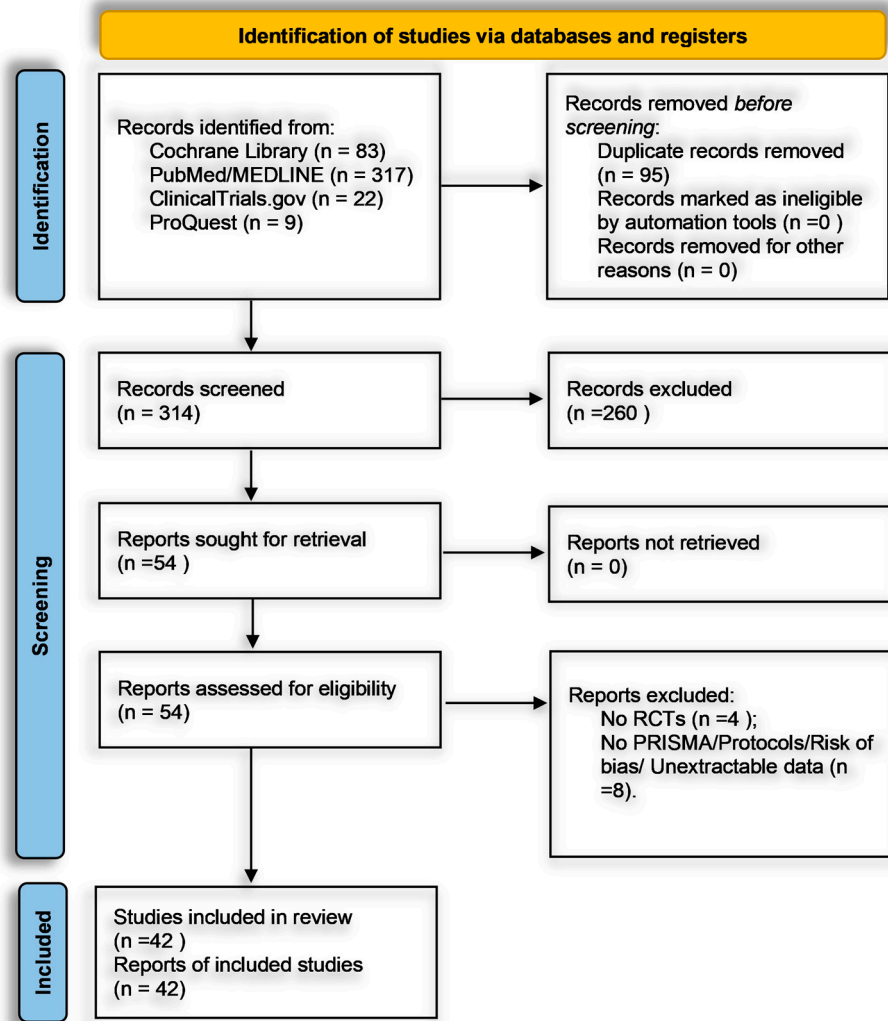 Identification of studies via databases and registers
Identification
Records identified from:
Cochrane Library (n = 83)
PubMed/MEDLINE (n = 317)
ClinicalTrials.gov (n = 22)
ProQuest (n = 9)
Records removed before
screening:
Duplicate records removed
(n = 95)
Records marked as ineligible
by automation tools (n =0 )
Records removed for other
reasons (n = 0)
Screening
Records screened
(n = 314)
Records excluded
(n =260 )
Reports sought for retrieval
(n =54 )
Reports not retrieved
(n = 0)
Reports assessed for eligibility
(n = 54)
Reports excluded:
No RCTs (n =4 );
No PRISMA/Protocols/Risk of
bias/ Unextractable data (n
=8).
Included
Studies included in review
(n =42 )
Reports of included studies
(n = 42)